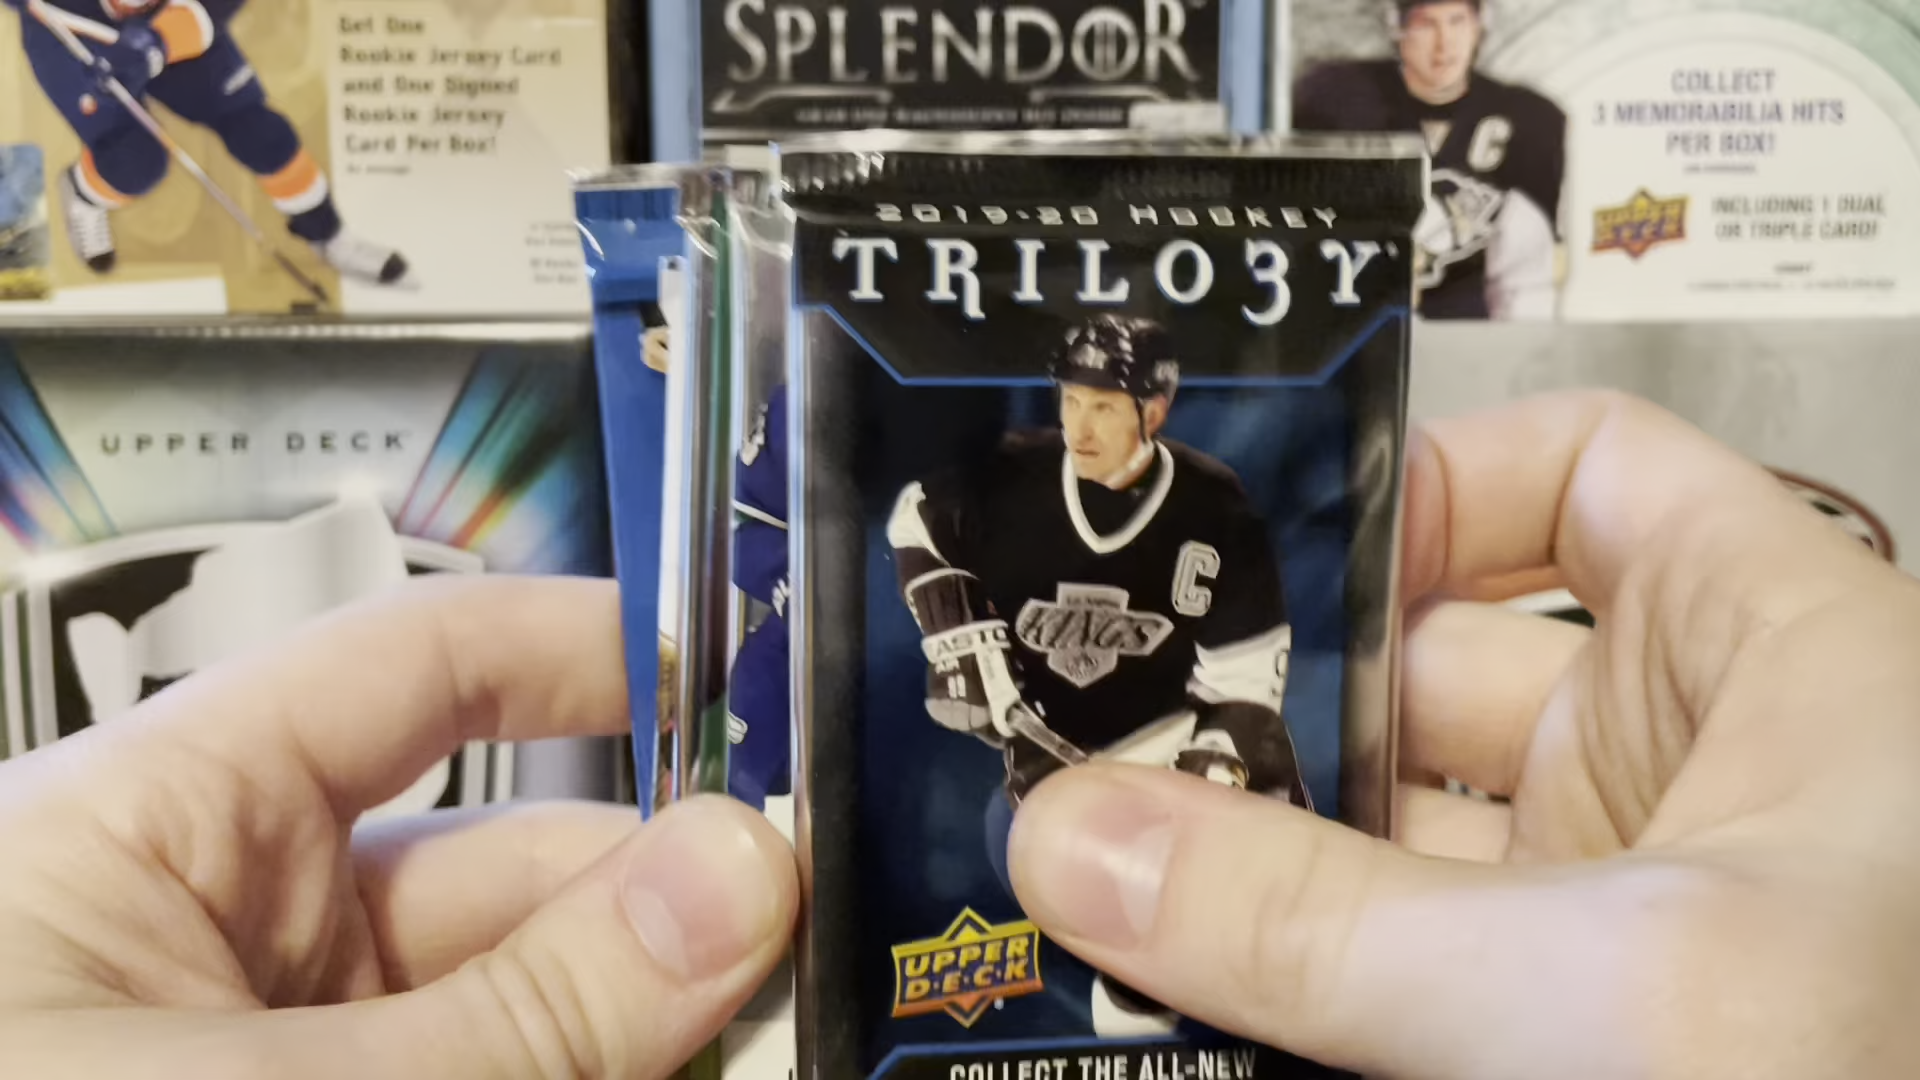 Get One
Rookie Jersey Card
and One Signed
Rookie Jersey
Card Per Box!
SPLENDOR
COLLECT
3 MEMORABILIA HITS
PER BOX!
UPPER
DECK
INCLUDING 1 DUAL
OR TRIPLE CARD!
C
2019-20 HOCKEY
TRILO3Y
UPPER DECK
C
KINGS
UPPER
D·E·C·K
COLLECT THE ALL-NEW